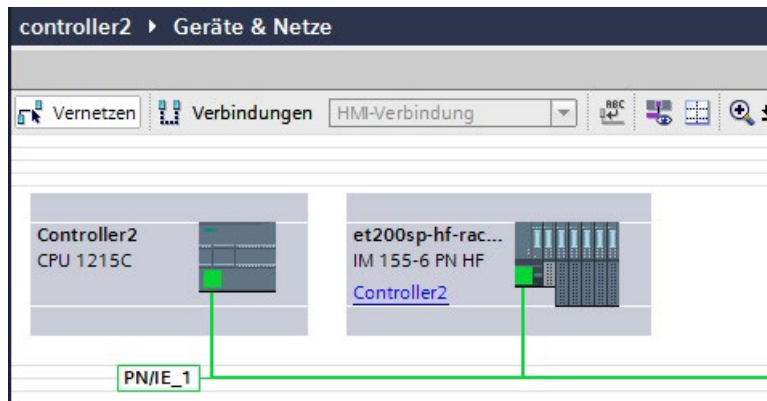 controller2 ▸ Geräte & Netze
Vernetzen Verbindungen HMI-Verbindung ABC
Controller2
CPU 1215C
et200sp-hf-rac...
IM 155-6 PN HF
Controller2
PN/IE_1